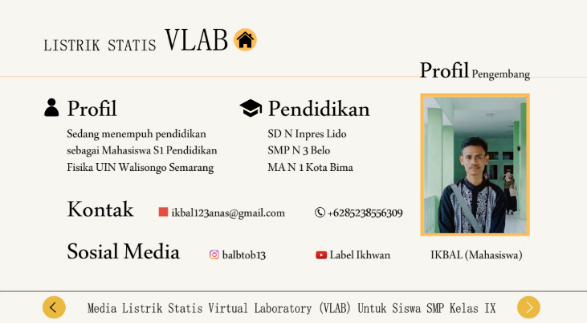 LISTRIK STATIS VLAB
Profil Pengembang
Profil
Sedang menempuh pendidikan
sebagai Mahasiswa S1 Pendidikan
Fisika UIN Walisongo Semarang
Pendidikan
SD N Inpres Lido
SMP N 3 Belo
MA N 1 Kota Bima
Kontak
ikbal123anas@gmail.com
+6285238556309
Sosial Media
balbtob13
Label Ikhwan
IKBAL (Mahasiswa)
Media Listrik Statis Virtual Laboratory (VLAB) Untuk Siswa SMP Kelas IX